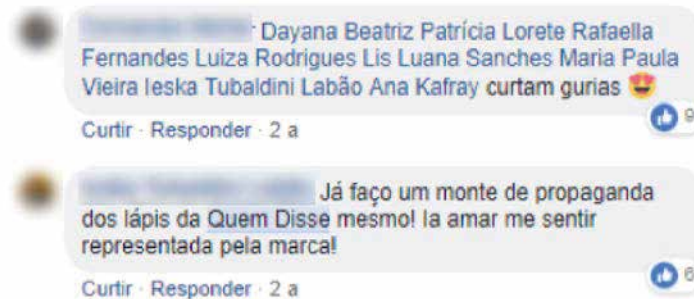 Dayana Beatriz Patrícia Lorete Rafaella
Fernandes Luiza Rodrigues Lis Luana Sanches Maria Paula
Vieira Ieska Tubaldini Labão Ana Kafray curtam gurias 😍
9
Curtir · Responder · 2 a
Já faço um monte de propaganda
dos lápis da Quem Disse mesmo! Ia amar me sentir
representada pela marca!
6
Curtir · Responder · 2 a